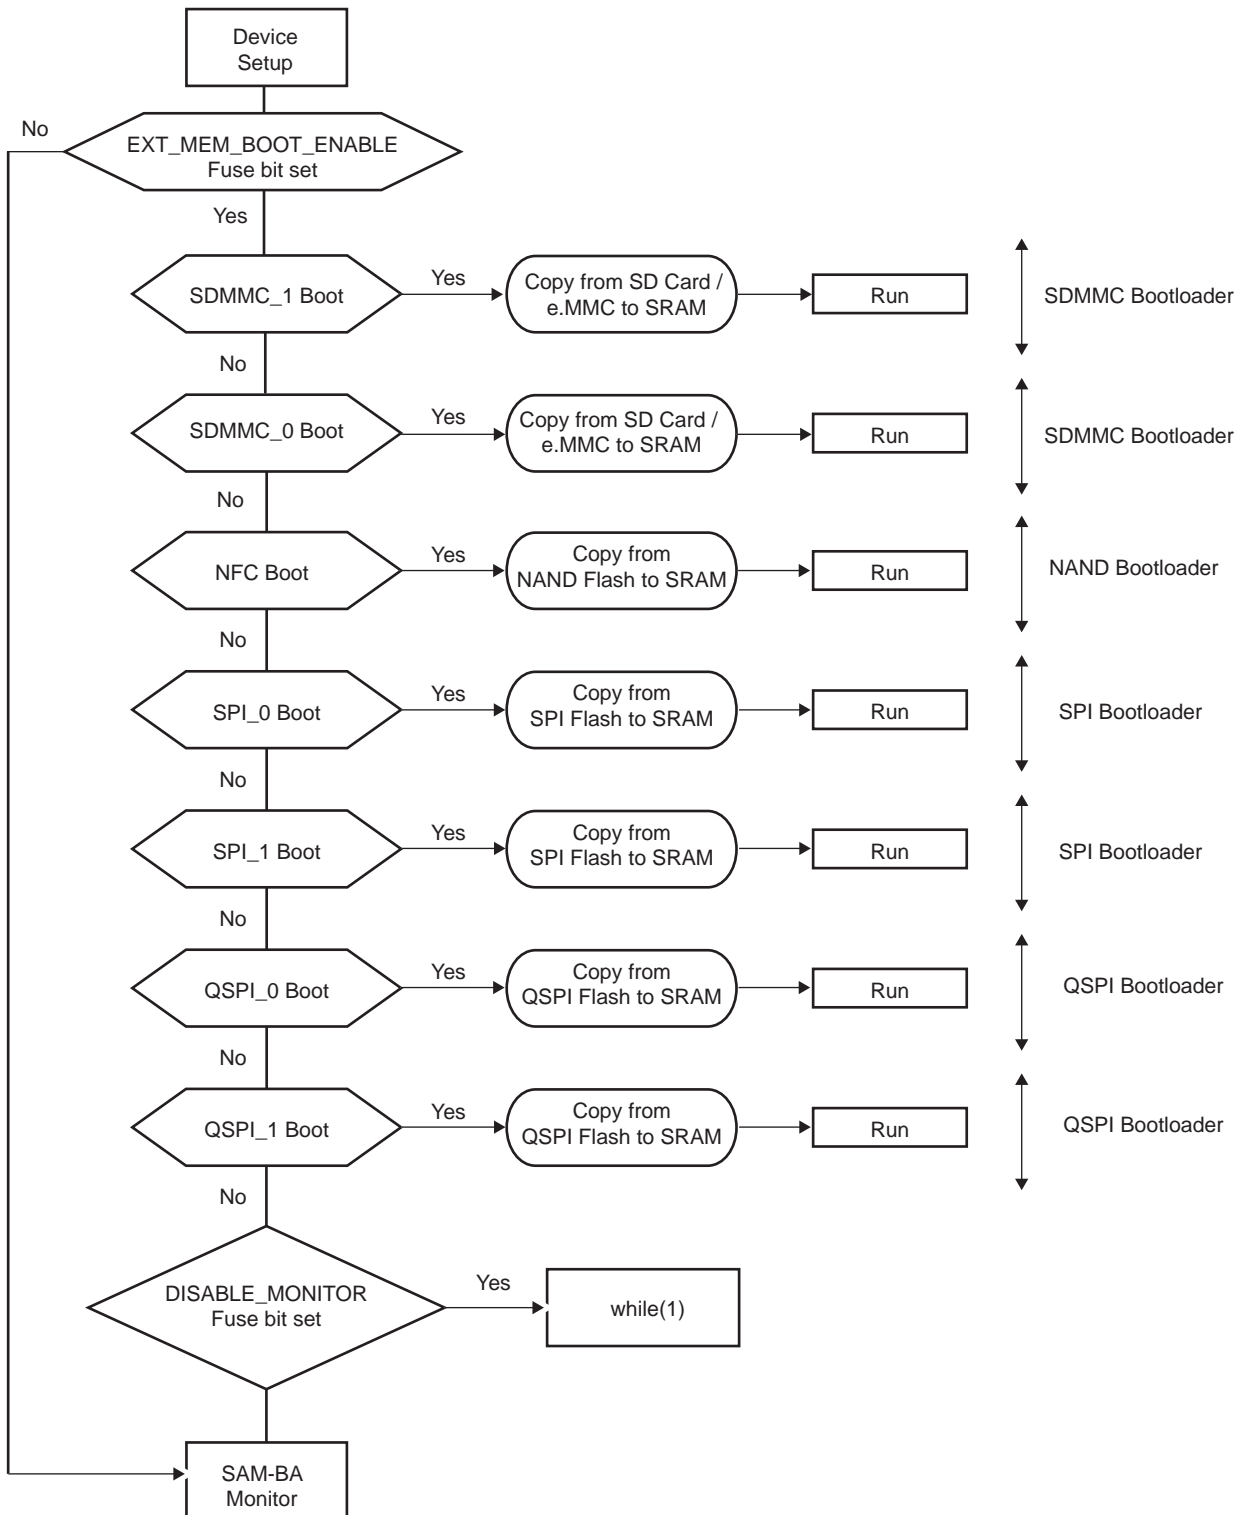 Device
Setup
No
EXT_MEM_BOOT_ENABLE
Fuse bit set
Yes
SDMMC_1 Boot
Yes
Copy from SD Card /
e.MMC to SRAM
Run
SDMMC Bootloader
No
SDMMC_0 Boot
Yes
Copy from SD Card /
e.MMC to SRAM
Run
SDMMC Bootloader
No
NFC Boot
Yes
Copy from
NAND Flash to SRAM
Run
NAND Bootloader
No
SPI_0 Boot
Yes
Copy from
SPI Flash to SRAM
Run
SPI Bootloader
No
SPI_1 Boot
Yes
Copy from
SPI Flash to SRAM
Run
SPI Bootloader
No
QSPI_0 Boot
Yes
Copy from
QSPI Flash to SRAM
Run
QSPI Bootloader
No
QSPI_1 Boot
Yes
Copy from
QSPI Flash to SRAM
Run
QSPI Bootloader
No
DISABLE_MONITOR
Fuse bit set
Yes
while(1)
SAM-BA
Monitor